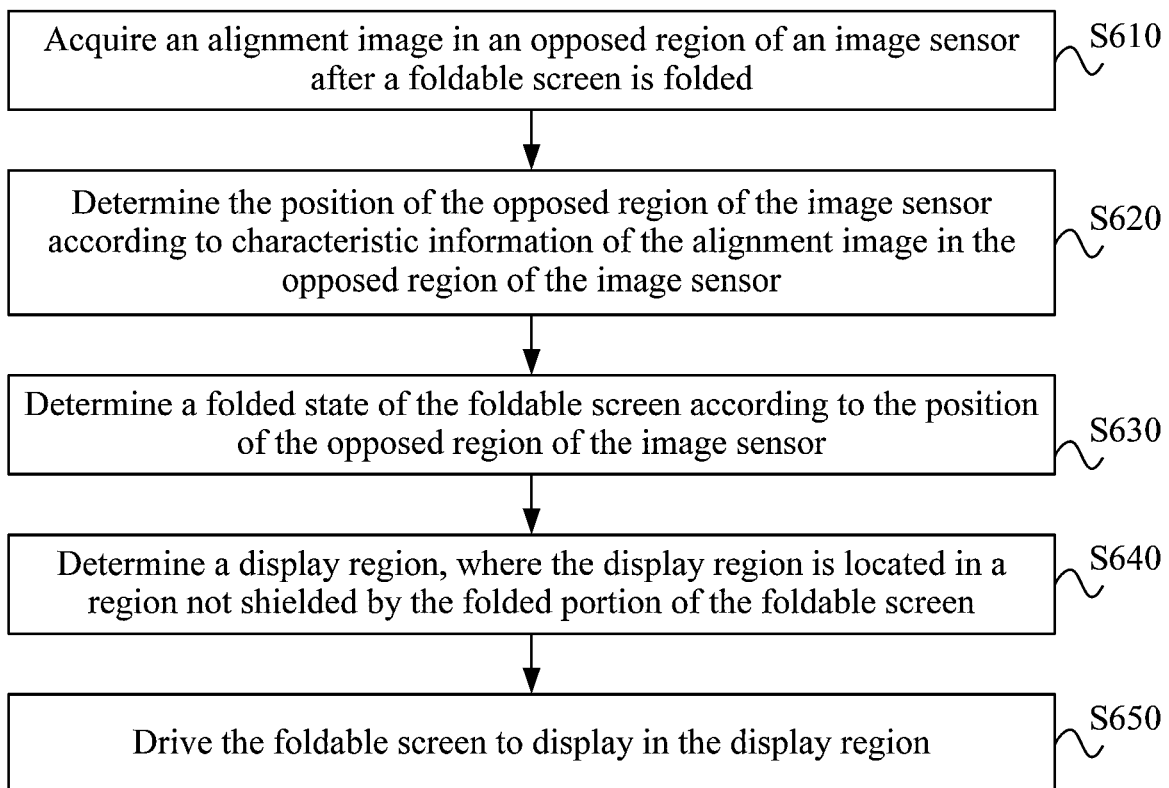 Acquire an alignment image in an opposed region of an image sensor
after a foldable screen is folded
S610
Determine the position of the opposed region of the image sensor
according to characteristic information of the alignment image in the
opposed region of the image sensor
S620
Determine a folded state of the foldable screen according to the position
of the opposed region of the image sensor
S630
Determine a display region, where the display region is located in a
region not shielded by the folded portion of the foldable screen
S640
Drive the foldable screen to display in the display region
S650